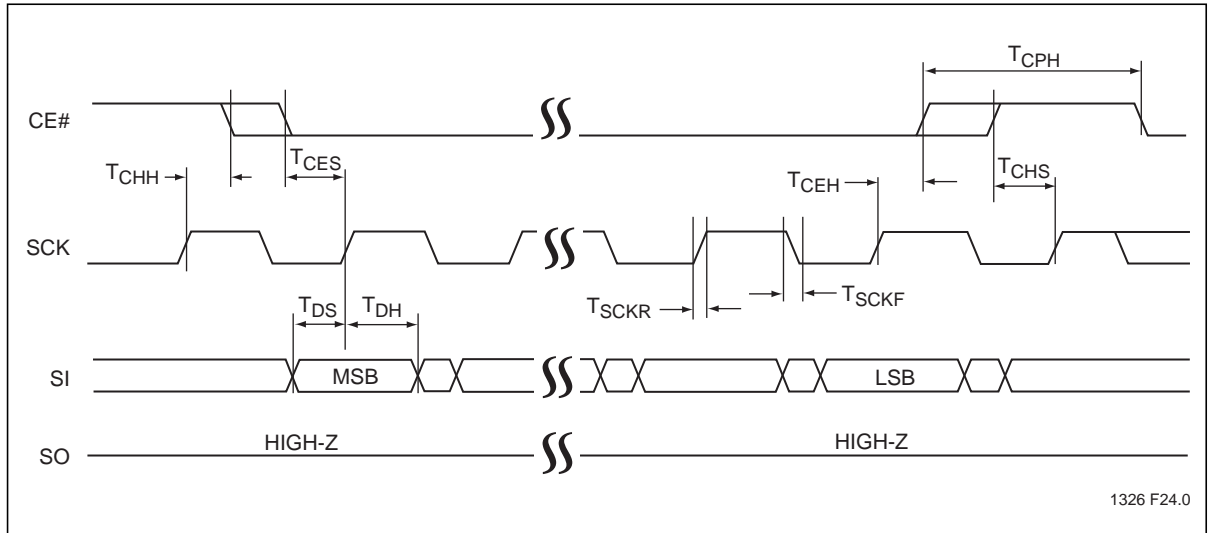 TCPH
CE#
TCHH
TCES
TCEH
TCHS
SCK
TDS
TDH
TSCKR
TSCKF
SI
MSB
LSB
SO
HIGH-Z
HIGH-Z
1326 F24.0